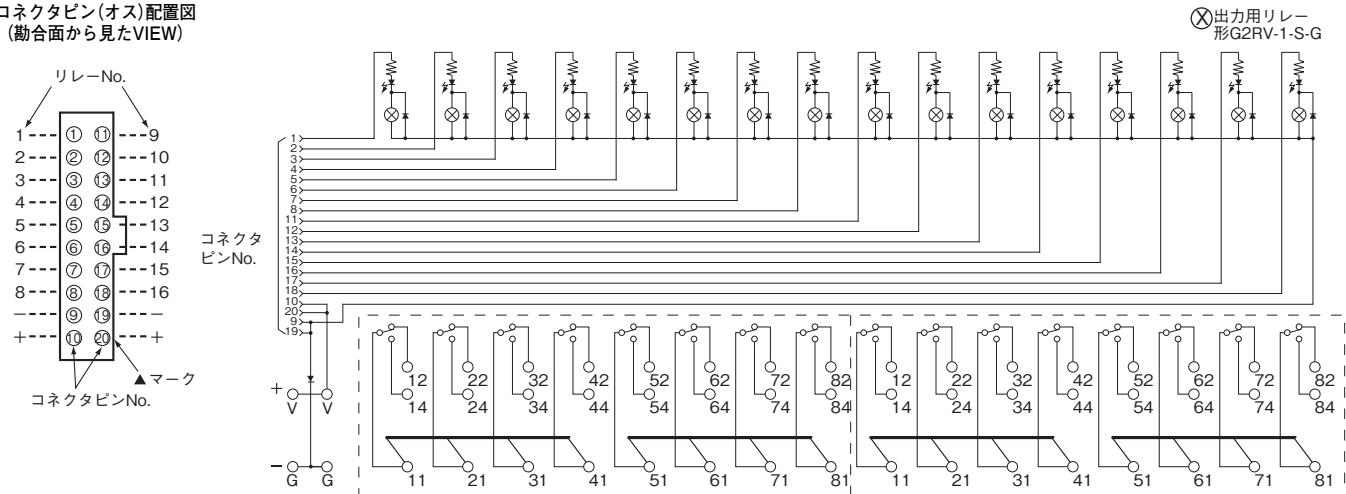 コネクタピン(オス)配置図
(勘合面から見たVIEW)
リレーNo.
1 ① ⑪ 9
2 ② ⑫ 10
3 ③ ⑬ 11
4 ④ ⑭ 12
5 ⑤ ⑮ 13
6 ⑥ ⑯ 14
7 ⑦ ⑰ 15
8 ⑧ ⑱ 16
− ⑨ ⑲ −
+ ⑩ ⑳ +
▲マーク
コネクタピンNo.
出力用リレー
形G2RV-1-S-G
コネクタ
ピンNo.
1
2
3
4
5
6
7
8
11
12
13
14
15
16
17
18
10
20
9
19
12 22 32 42 52 62 72 82 12 22 32 42 52 62 72 82
+
V V 14 24 34 44 54 64 74 84 14 24 34 44 54 64 74 84
−
G G 11 21 31 41 51 61 71 81 11 21 31 41 51 61 71 81